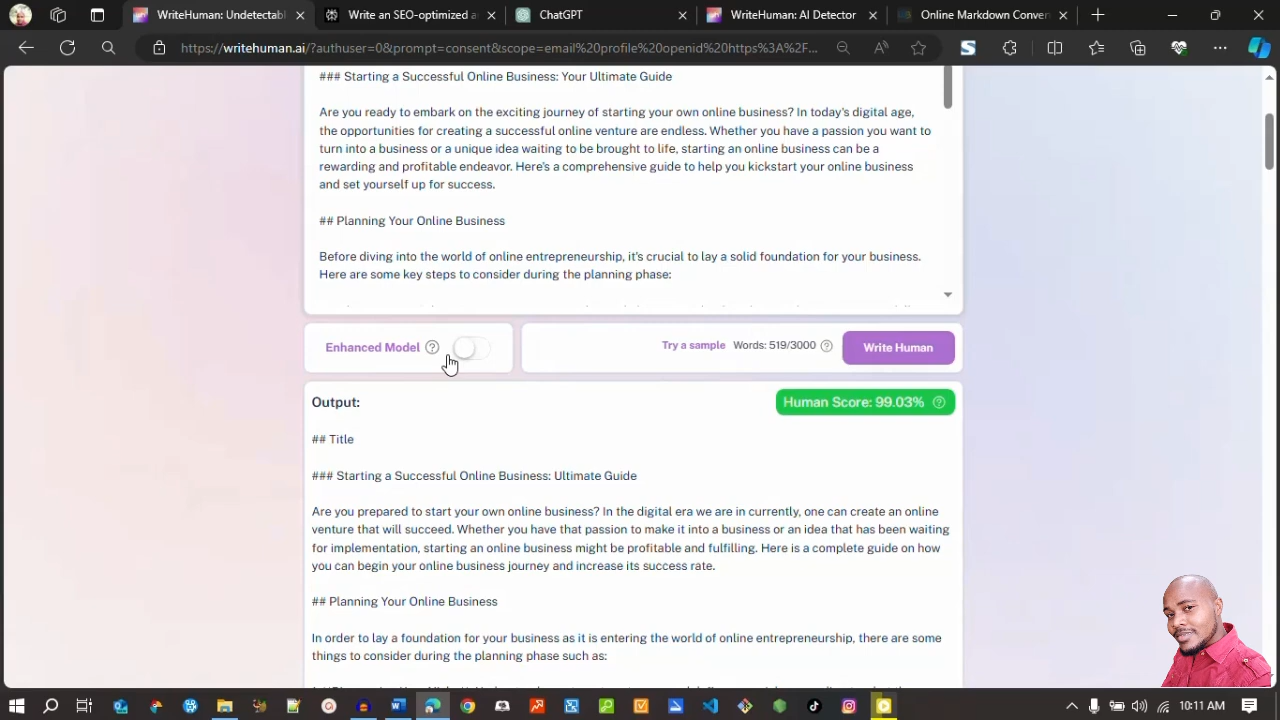 WriteHuman: Undetectabl
Write an SEO-optimized a
ChatGPT
WriteHuman: AI Detector
Online Markdown Conver
https://writehuman.ai/?authuser=0&prompt=consent&scope=email%20profile%20openid%20https%3A%2F...
### Starting a Successful Online Business: Your Ultimate Guide
Are you ready to embark on the exciting journey of starting your own online business? In today's digital age,
the opportunities for creating a successful online venture are endless. Whether you have a passion you want to
turn into a business or a unique idea waiting to be brought to life, starting an online business can be a
rewarding and profitable endeavor. Here's a comprehensive guide to help you kickstart your online business
and set yourself up for success.
## Planning Your Online Business
Before diving into the world of online entrepreneurship, it's crucial to lay a solid foundation for your business.
Here are some key steps to consider during the planning phase:
Enhanced Model
Try a sample Words: 519/3000
Write Human
Output:
Human Score: 99.03%
## Title
### Starting a Successful Online Business: Ultimate Guide
Are you prepared to start your own online business? In the digital era we are in currently, one can create an online
venture that will succeed. Whether you have that passion to make it into a business or an idea that has been waiting
for implementation, starting an online business might be profitable and fulfilling. Here is a complete guide on how
you can begin your online business journey and increase its success rate.
## Planning Your Online Business
In order to lay a foundation for your business as it is entering the world of online entrepreneurship, there are some
things to consider during the planning phase such as:
10:11 AM